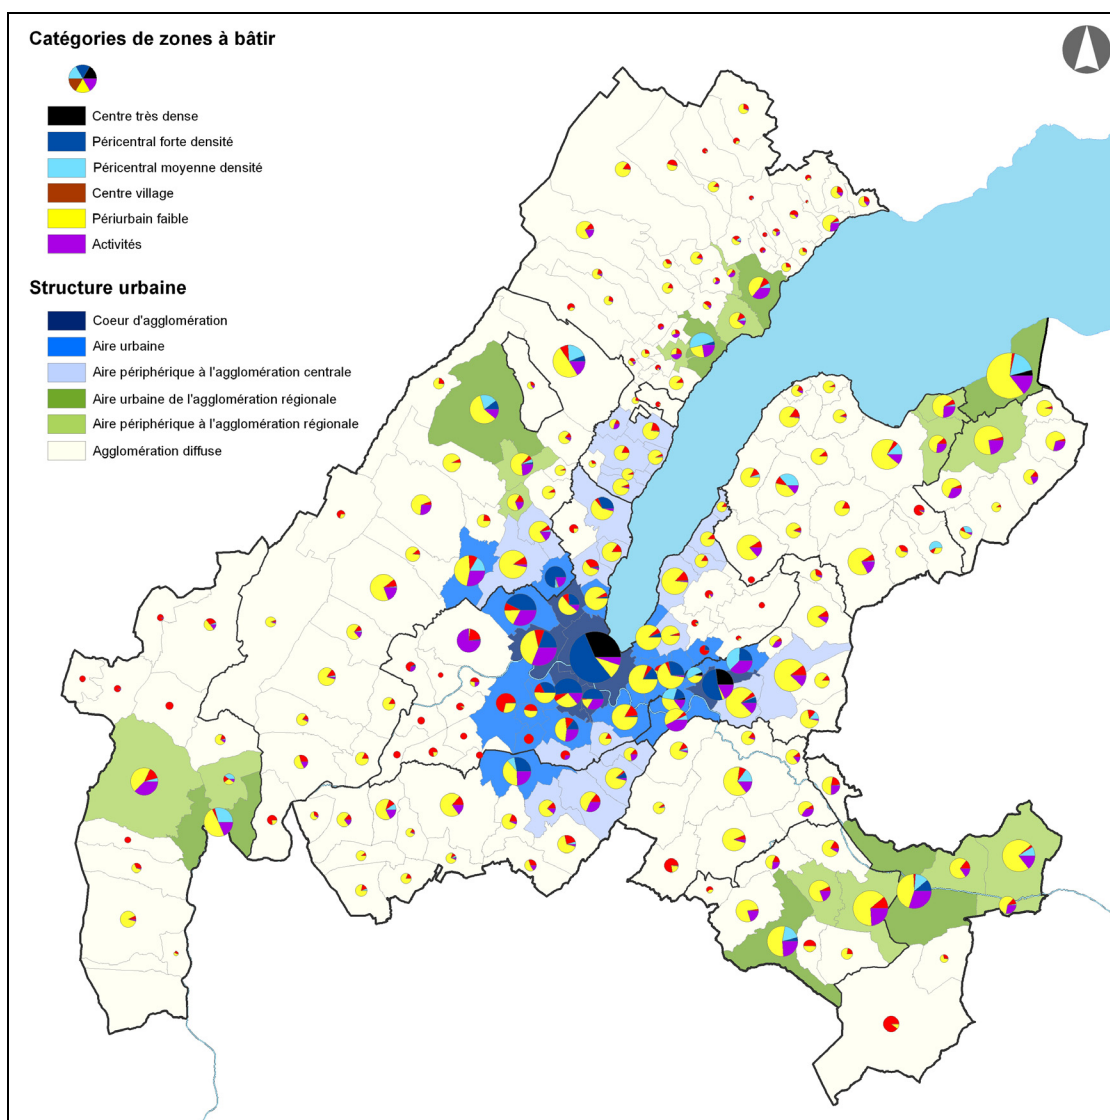 Catégories de zones à bâtir
Centre très dense
Péricentral forte densité
Péricentral moyenne densité
Centre village
Périurbain faible
Activités
Structure urbaine
Coeur d'agglomération
Aire urbaine
Aire périphérique à l'agglomération centrale
Aire urbaine de l'agglomération régionale
Aire périphérique à l'agglomération régionale
Agglomération diffuse